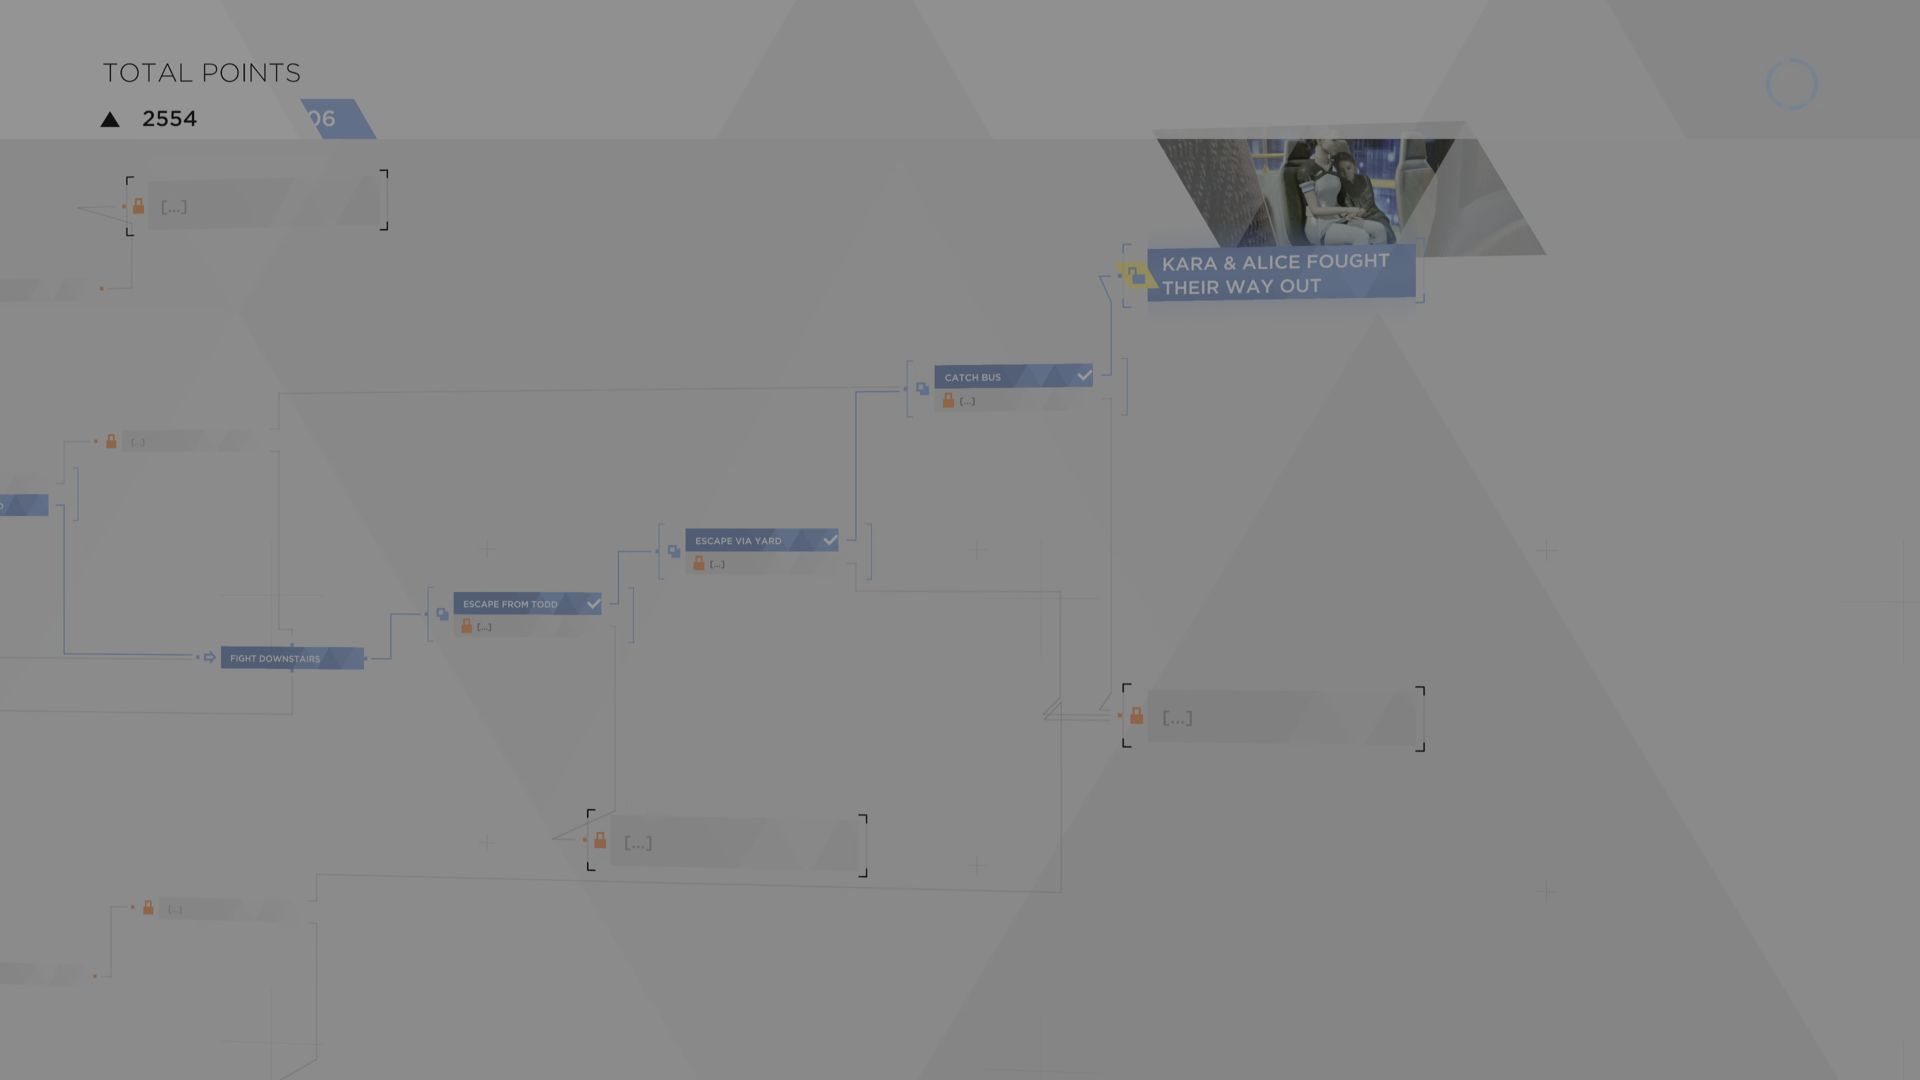 TOTAL POINTS
2554
06
[...]
KARA & ALICE FOUGHT
THEIR WAY OUT
CATCH BUS
[...]
[...]
ESCAPE VIA YARD
[...]
ESCAPE FROM TODD
[...]
FIGHT DOWNSTAIRS
[...]
[...]
[...]